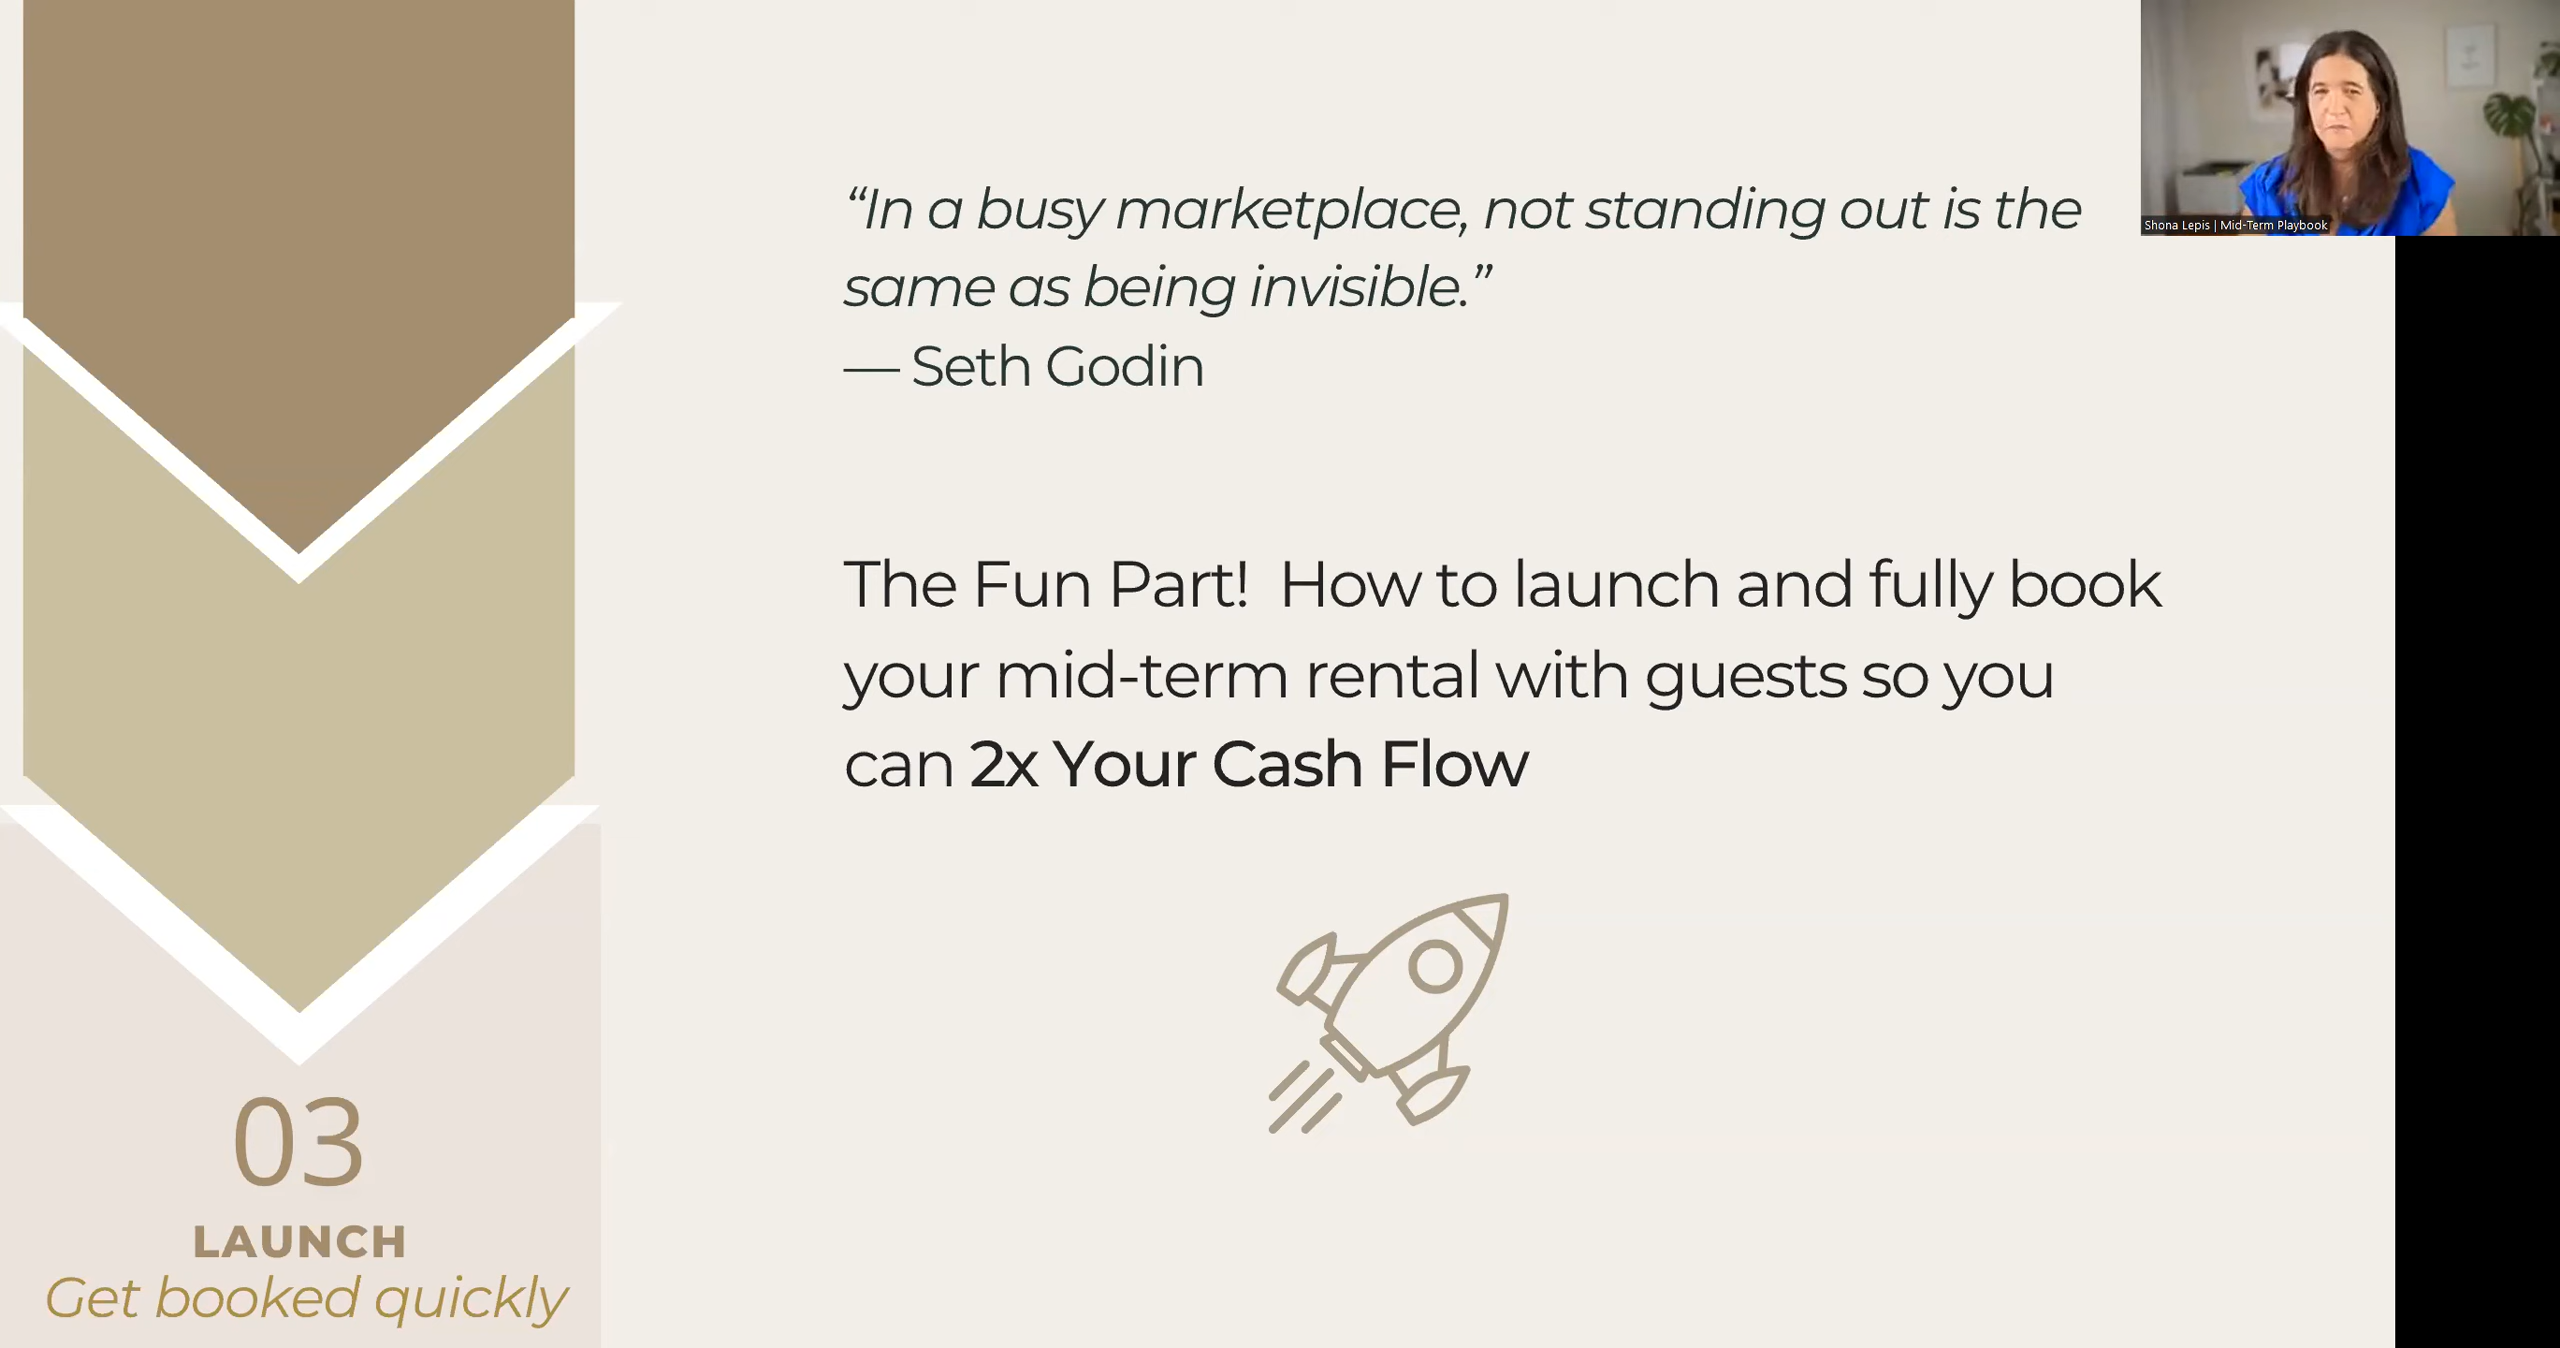 “In a busy marketplace, not standing out is the
same as being invisible.”
— Seth Godin
The Fun Part!  How to launch and fully book
your mid-term rental with guests so you
can 2x Your Cash Flow
03
LAUNCH
Get booked quickly
Shona Lepis | Mid-Term Playbook